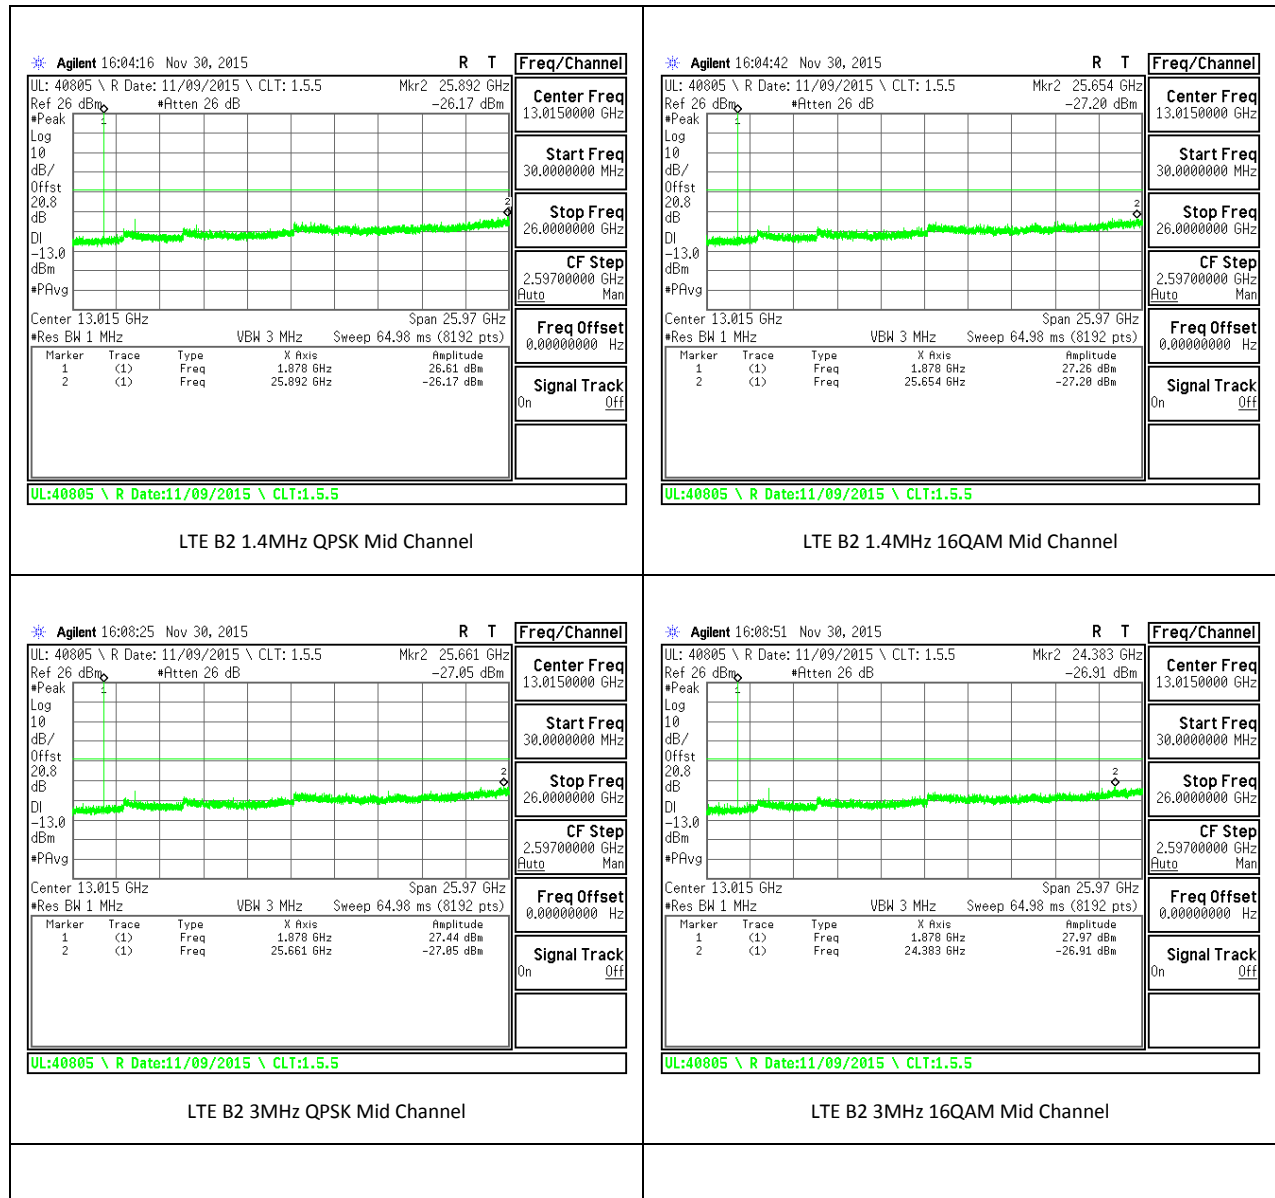 Agilent 16:04:16 Nov 30, 2015 R T Freq/Channel
UL: 40805 \ R Date: 11/09/2015 \ CLT: 1.5.5 Mkr2 25.892 GHz
Ref 26 dBm #Atten 26 dB -26.17 dBm
#Peak
Log
10
dB/
Offst
20.8
dB
DI
-13.0
dBm
#PAvg
1
2
Center 13.015 GHz Span 25.97 GHz
#Res BW 1 MHz VBW 3 MHz Sweep 64.98 ms (8192 pts)
Marker Trace Type X Axis Amplitude
1 (1) Freq 1.878 GHz 26.61 dBm
2 (1) Freq 25.892 GHz -26.17 dBm
Center Freq
13.0150000 GHz
Start Freq
30.0000000 MHz
Stop Freq
26.0000000 GHz
CF Step
2.59700000 GHz
Auto Man
Freq Offset
0.00000000 Hz
Signal Track
On Off
UL:40805 \ R Date:11/09/2015 \ CLT:1.5.5
LTE B2 1.4MHz QPSK Mid Channel
Agilent 16:04:42 Nov 30, 2015 R T Freq/Channel
UL: 40805 \ R Date: 11/09/2015 \ CLT: 1.5.5 Mkr2 25.654 GHz
Ref 26 dBm #Atten 26 dB -27.20 dBm
#Peak
Log
10
dB/
Offst
20.8
dB
DI
-13.0
dBm
#PAvg
1
2
Center 13.015 GHz Span 25.97 GHz
#Res BW 1 MHz VBW 3 MHz Sweep 64.98 ms (8192 pts)
Marker Trace Type X Axis Amplitude
1 (1) Freq 1.878 GHz 27.26 dBm
2 (1) Freq 25.654 GHz -27.20 dBm
Center Freq
13.0150000 GHz
Start Freq
30.0000000 MHz
Stop Freq
26.0000000 GHz
CF Step
2.59700000 GHz
Auto Man
Freq Offset
0.00000000 Hz
Signal Track
On Off
UL:40805 \ R Date:11/09/2015 \ CLT:1.5.5
LTE B2 1.4MHz 16QAM Mid Channel
Agilent 16:08:25 Nov 30, 2015 R T Freq/Channel
UL: 40805 \ R Date: 11/09/2015 \ CLT: 1.5.5 Mkr2 25.661 GHz
Ref 26 dBm #Atten 26 dB -27.05 dBm
#Peak
Log
10
dB/
Offst
20.8
dB
DI
-13.0
dBm
#PAvg
1
2
Center 13.015 GHz Span 25.97 GHz
#Res BW 1 MHz VBW 3 MHz Sweep 64.98 ms (8192 pts)
Marker Trace Type X Axis Amplitude
1 (1) Freq 1.878 GHz 27.44 dBm
2 (1) Freq 25.661 GHz -27.05 dBm
Center Freq
13.0150000 GHz
Start Freq
30.0000000 MHz
Stop Freq
26.0000000 GHz
CF Step
2.59700000 GHz
Auto Man
Freq Offset
0.00000000 Hz
Signal Track
On Off
UL:40805 \ R Date:11/09/2015 \ CLT:1.5.5
LTE B2 3MHz QPSK Mid Channel
Agilent 16:08:51 Nov 30, 2015 R T Freq/Channel
UL: 40805 \ R Date: 11/09/2015 \ CLT: 1.5.5 Mkr2 24.383 GHz
Ref 26 dBm #Atten 26 dB -26.91 dBm
#Peak
Log
10
dB/
Offst
20.8
dB
DI
-13.0
dBm
#PAvg
1
2
Center 13.015 GHz Span 25.97 GHz
#Res BW 1 MHz VBW 3 MHz Sweep 64.98 ms (8192 pts)
Marker Trace Type X Axis Amplitude
1 (1) Freq 1.878 GHz 27.97 dBm
2 (1) Freq 24.383 GHz -26.91 dBm
Center Freq
13.0150000 GHz
Start Freq
30.0000000 MHz
Stop Freq
26.0000000 GHz
CF Step
2.59700000 GHz
Auto Man
Freq Offset
0.00000000 Hz
Signal Track
On Off
UL:40805 \ R Date:11/09/2015 \ CLT:1.5.5
LTE B2 3MHz 16QAM Mid Channel